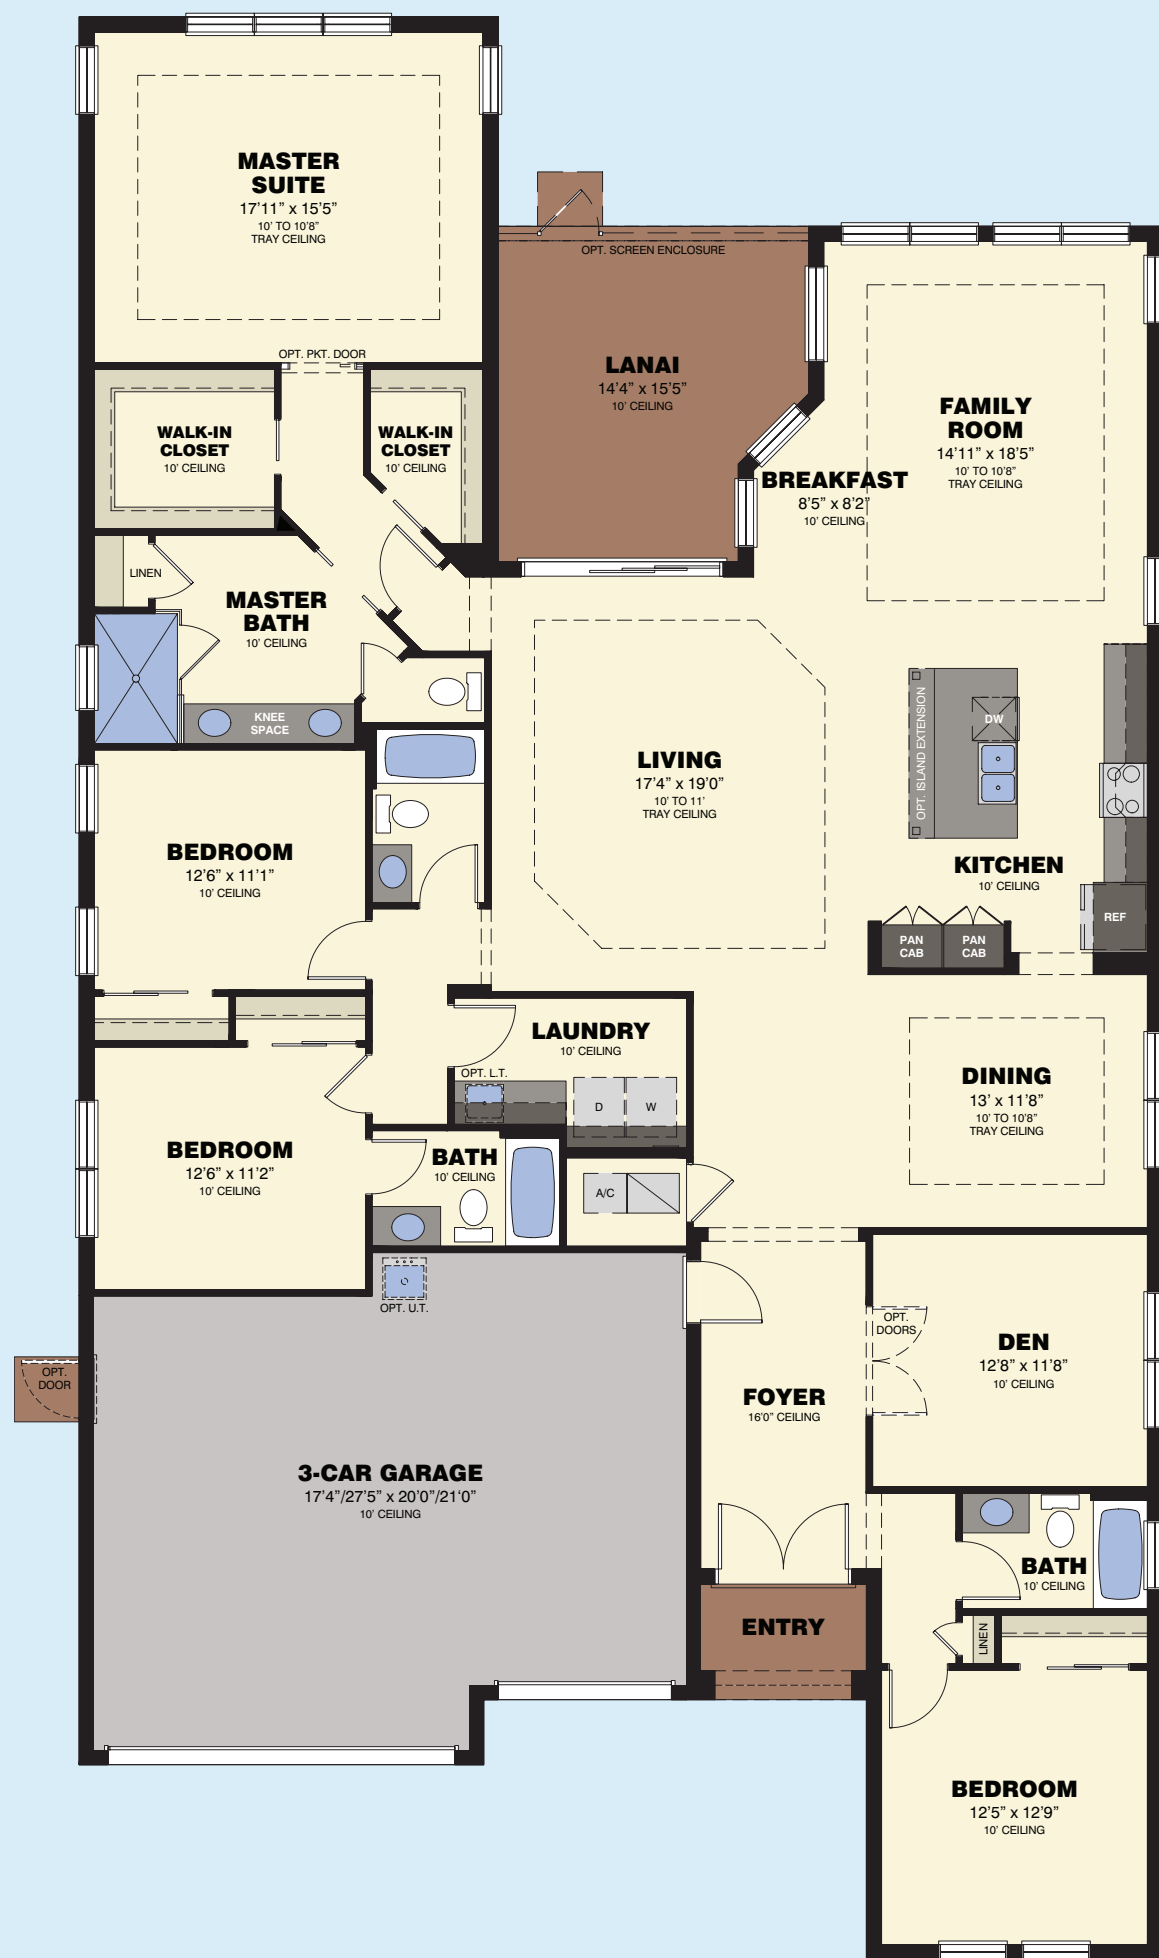 MASTER
SUITE
17'11" x 15'5"
10' TO 10'8"
TRAY CEILING
OPT. SCREEN ENCLOSURE
LANAI
14'4" x 15'5"
10' CEILING
OPT. PKT. DOOR
FAMILY
ROOM
14'11" x 18'5"
10' TO 10'8"
TRAY CEILING
WALK-IN
CLOSET
10' CEILING
WALK-IN
CLOSET
10' CEILING
BREAKFAST
8'5" x 8'2"
10' CEILING
LINEN
MASTER
BATH
10' CEILING
KNEE
SPACE
OPT. ISLAND EXTENSION
DW
LIVING
17'4" x 19'0"
10' TO 11'
TRAY CEILING
BEDROOM
12'6" x 11'1"
10' CEILING
KITCHEN
10' CEILING
REF
PAN
CAB
PAN
CAB
LAUNDRY
10' CEILING
OPT. L.T.
D
W
DINING
13' x 11'8"
10' TO 10'8"
TRAY CEILING
BEDROOM
12'6" x 11'2"
10' CEILING
BATH
10' CEILING
A/C
OPT. U.T.
OPT.
DOORS
DEN
12'8" x 11'8"
10' CEILING
OPT.
DOOR
FOYER
16'0" CEILING
3-CAR GARAGE
17'4"/27'5" x 20'0"/21'0"
10' CEILING
BATH
10' CEILING
ENTRY
LINEN
BEDROOM
12'5" x 12'9"
10' CEILING